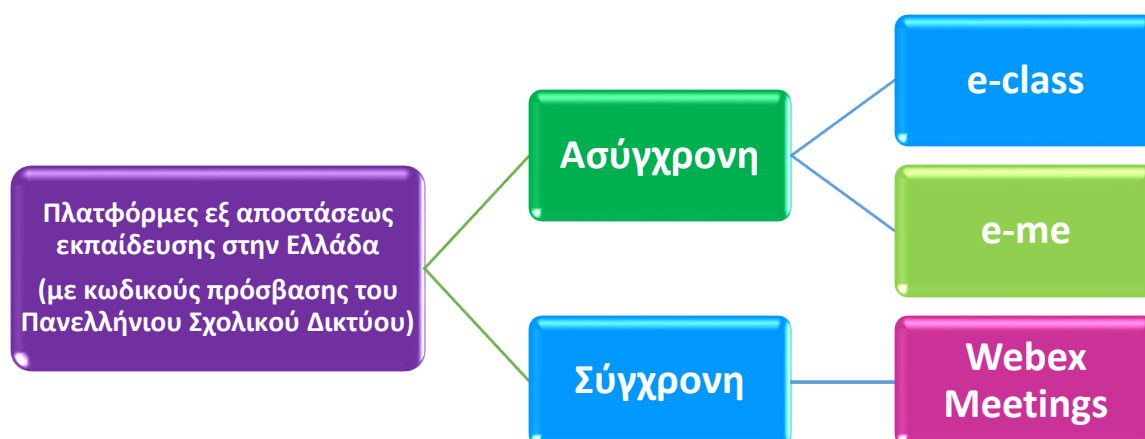 Πλατφόρμες εξ αποστάσεως
εκπαίδευσης στην Ελλάδα
(με κωδικούς πρόσβασης του
Πανελλήνιου Σχολικού Δικτύου)
Ασύγχρονη
e-class
e-me
Σύγχρονη
Webex
Meetings